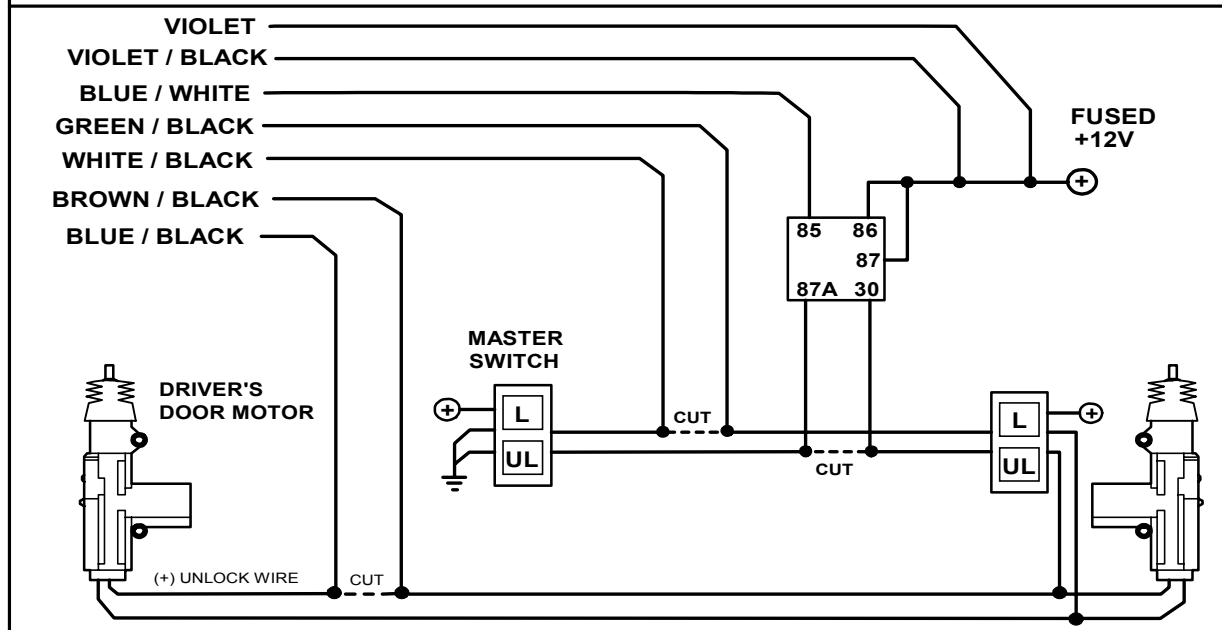 VIOLET
VIOLET / BLACK
BLUE / WHITE
GREEN / BLACK
WHITE / BLACK
BROWN / BLACK
BLUE / BLACK
FUSED
+12V
+
85 86
87
87A 30
MASTER
SWITCH
DRIVER'S
DOOR MOTOR
+
L
UL
CUT
CUT
L
UL
+
(+) UNLOCK WIRE
CUT